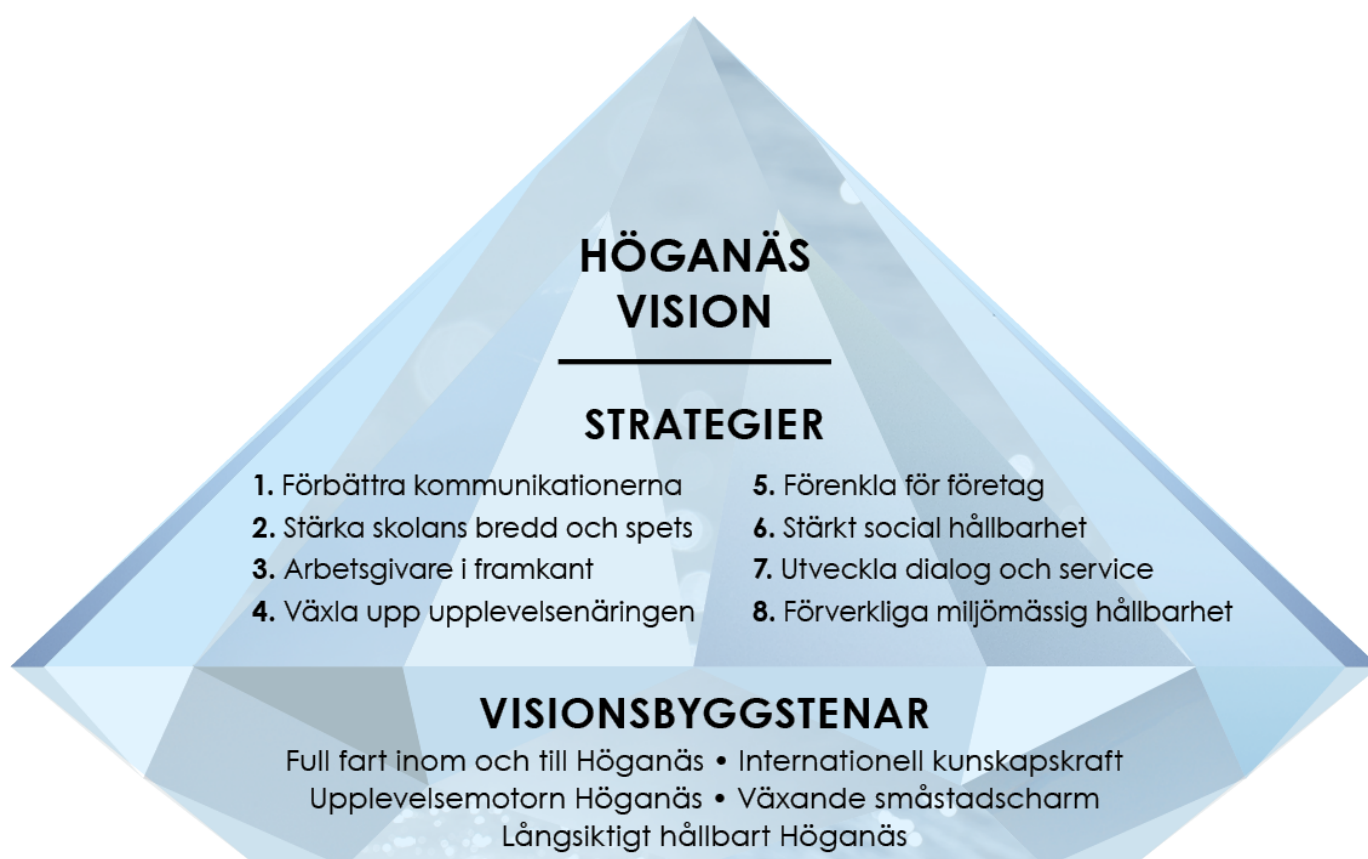 HÖGANÄS
VISION
STRATEGIER
1. Förbättra kommunikationerna
2. Stärka skolans bredd och spets
3. Arbetsgivare i framkant
4. Växla upp upplevelsenäringen
5. Förenkla för företag
6. Stärkt social hållbarhet
7. Utveckla dialog och service
8. Förverkliga miljömässig hållbarhet
VISIONSBYGGSTENAR
Full fart inom och till Höganäs • Internationell kunskapskraft
Upplevelsemotorn Höganäs • Växande småstadscharm
Långsiktigt hållbart Höganäs